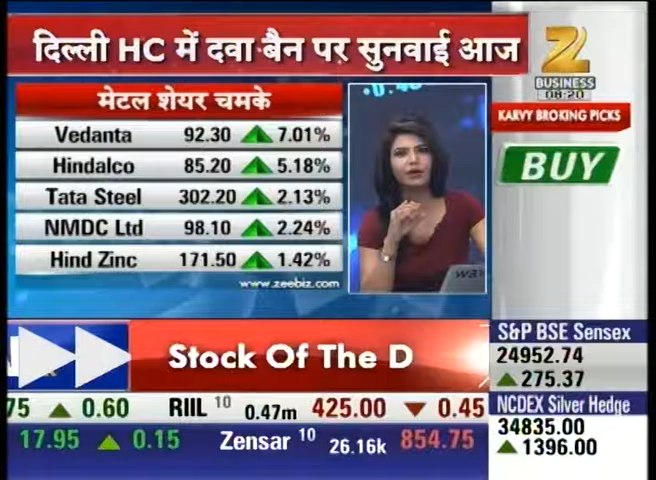 दिल्ली HC में दवा बैन पर सुनवाई आज
Z
BUSINESS
08:20
मेटल शेयर चमके
Vedanta 92.30 7.01%
Hindalco 85.20 5.18%
Tata Steel 302.20 2.13%
NMDC Ltd 98.10 2.24%
Hind Zinc 171.50 1.42%
www.zeebiz.com
KARVY BROKING PICKS
BUY
Stock Of The D
S&P BSE Sensex
24952.74
275.37
NCDEX Silver Hedge
34835.00
1396.00
75 0.60 RIIL 10 0.47m 425.00 0.45
17.95 0.15 Zensar 10 26.16k 854.75